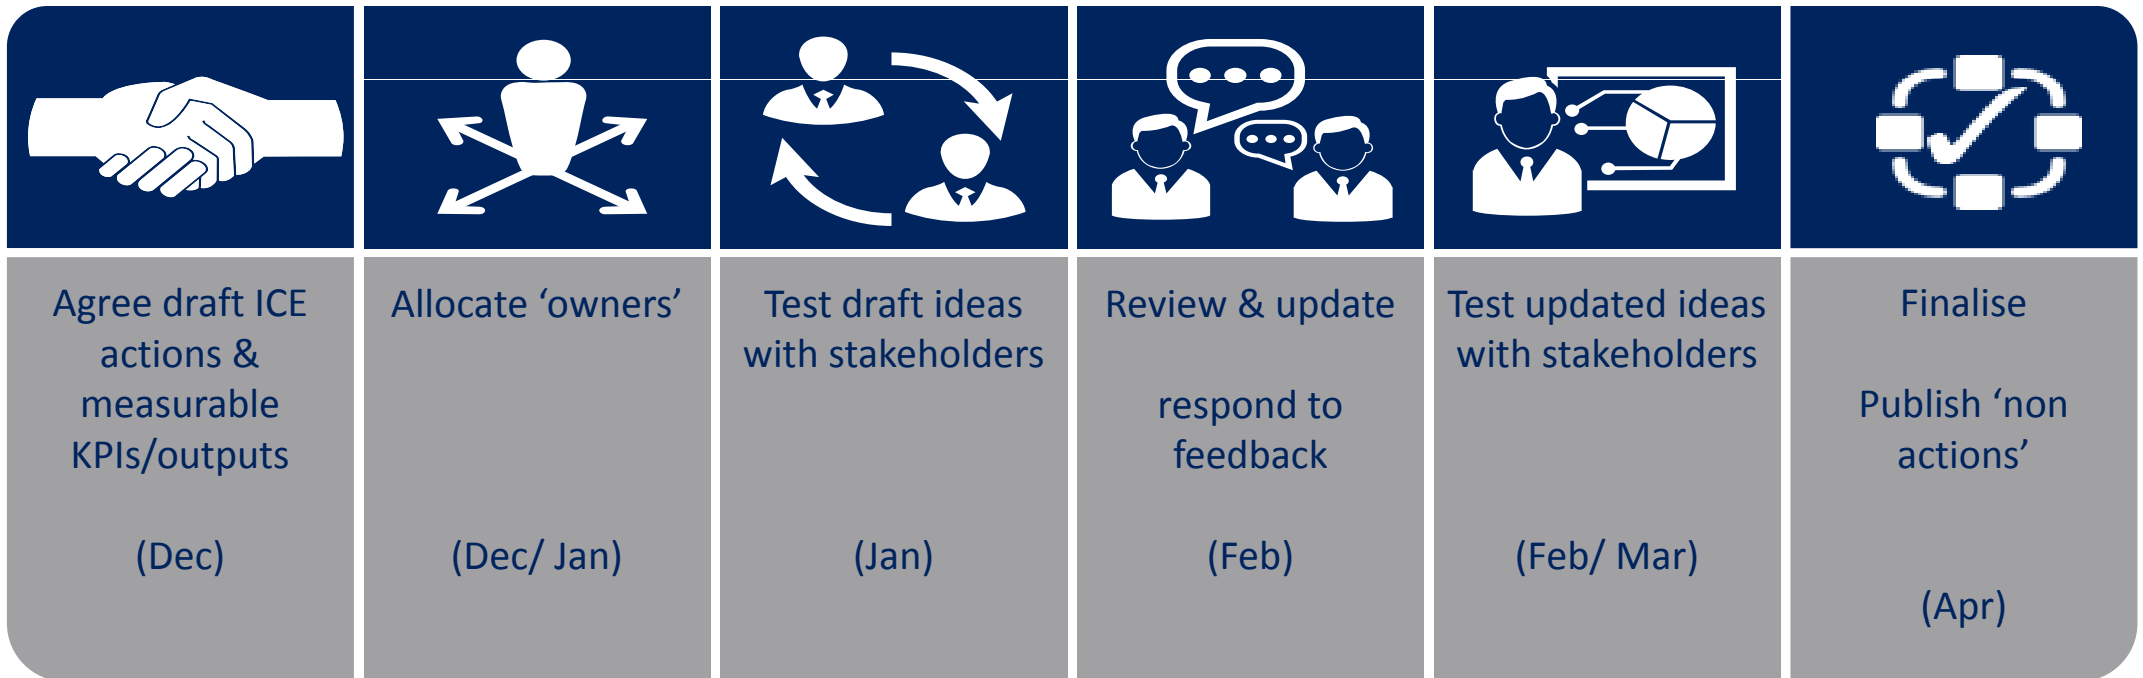 Agree draft ICE
actions &
measurable
KPIs/outputs
(Dec)
Allocate ‘owners’
(Dec/ Jan)
Test draft ideas
with stakeholders
(Jan)
Review & update
respond to
feedback
(Feb)
Test updated ideas
with stakeholders
(Feb/ Mar)
Finalise
Publish ‘non
actions’
(Apr)